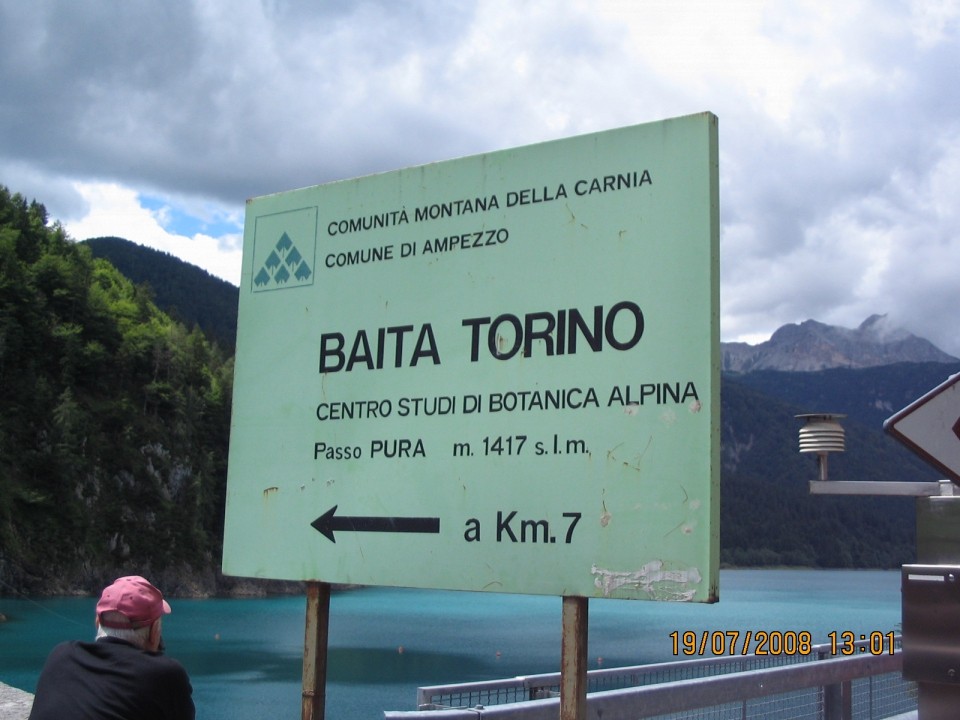 COMUNITÀ MONTANA DELLA CARNIA
COMUNE DI AMPEZZO
BAITA TORINO
CENTRO STUDI DI BOTANICA ALPINA
Passo PURA m. 1417 s.l.m.
a Km.7
19/07/2008 13:01